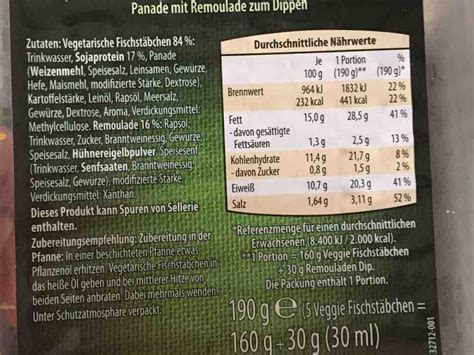 Panade mit Remoulade zum Dippen
Zutaten: Vegetarische Fischstäbchen 84 %:
Trinkwasser, Sojaprotein 17 %, Panade
(Weizenmehl, Speisesalz, Leinsamen, Gewürze,
Hefe, Maismehl, modifizierte Stärke, Dextrose),
Kartoffelstärke, Leinöl, Rapsöl, Meersalz,
Gewürze, Dextrose, Aroma, Verdickungsmittel:
Methylcellulose. Remoulade 16 %: Rapsöl,
Trinkwasser, Zucker, Branntweinessig, Gewürze,
Speisesalz, Hühnereigelbpulver, Speisesenf
(Trinkwasser, Senfsaaten, Branntweinessig,
Speisesalz, Gewürze), modifizierte Stärke,
Verdickungsmittel: Xanthan.
Dieses Produkt kann Spuren von Sellerie
enthalten.
Zubereitungsempfehlung: Zubereitung in der
Pfanne: In einer beschichteten Pfanne etwas
Pflanzenöl erhitzen. Vegetarische Fischstäbchen in
das heiße Öl geben und bei mittlerer Hitze von
beiden Seiten anbraten. Dabei mehrmals wenden.
Unter Schutzatmosphäre verpackt.
Durchschnittliche Nährwerte
Je 1 Portion %
100 g (190 g)** (190 g)*
Brennwert 964 kJ 1832 kJ 22 %
232 kcal 441 kcal 22 %
Fett 15,0 g 28,5 g 41 %
- davon gesättigte
Fettsäuren 1,3 g 2,5 g 13 %
Kohlenhydrate 11,4 g 21,7 g 8 %
- davon Zucker 0,8 g 1,5 g 2 %
Eiweiß 10,7 g 20,3 g 41 %
Salz 1,64 g 3,11 g 52 %
*Referenzmenge für einen durchschnittlichen
Erwachsenen (8.400 kJ / 2.000 kcal).
**1 Portion = 160 g Veggie Fischstäbchen
+ 30 g Remouladen Dip.
Die Packung enthält 1 Portion.
190 g ℮ (5 Veggie Fischstäbchen =
160 g + 30 g (30 ml)
32712-001